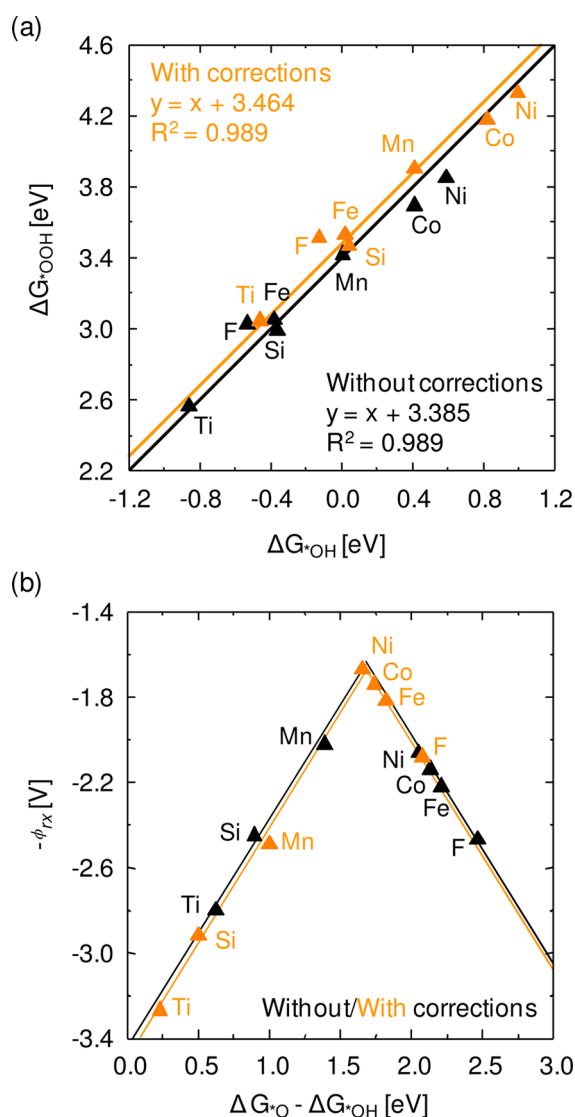 (a)
4.6
4.2
3.8
3.4
3.0
2.6
2.2
ΔG*OOH [eV]
With corrections
y = x + 3.464
R² = 0.989
Ni
Co
Mn
Ni
Co
Fe
F
Si
Mn
Ti
Fe
F
Si
Ti
Without corrections
y = x + 3.385
R² = 0.989
-1.2 -0.8 -0.4 0.0 0.4 0.8 1.2
ΔG*OH [eV]
(b)
-1.4
-1.8
-2.2
-2.6
-3.0
-3.4
-ϕrx [V]
Ni
Co
Fe
Mn
F
Ni
Co
Fe
Si
Mn
F
Ti
Si
Ti
Without/With corrections
0.0 0.5 1.0 1.5 2.0 2.5 3.0
ΔG*O - ΔG*OH [eV]